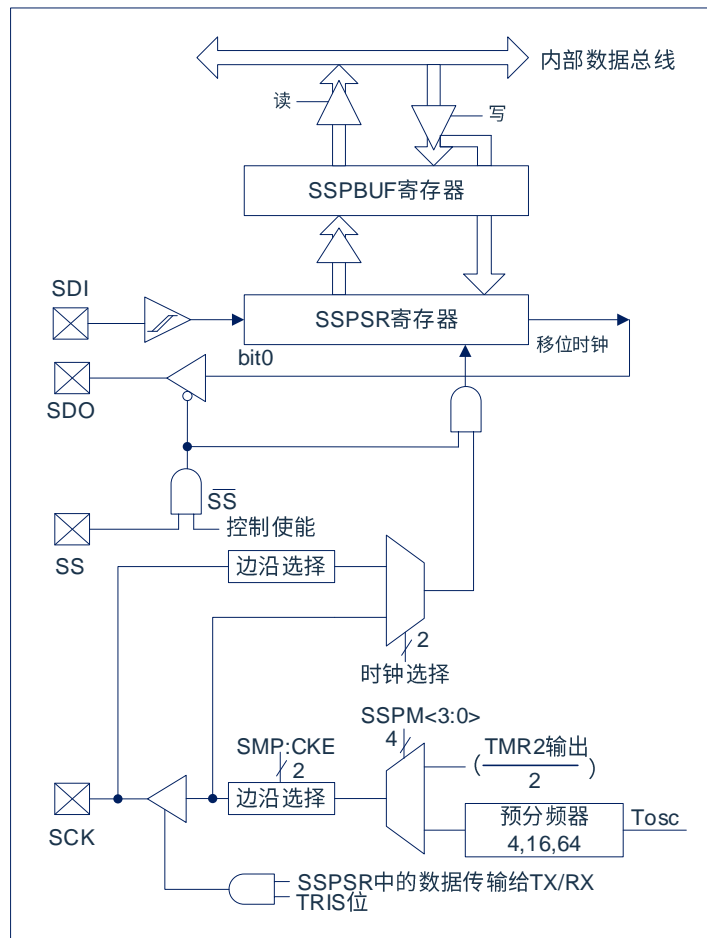 内部数据总线
读
写
SSPBUF寄存器
SDI
SSPSR寄存器
移位时钟
bit0
SDO
SS
控制使能
SS
边沿选择
2
时钟选择
SSPM<3:0>
4
SMP:CKE
2
(TMR2输出
2)
边沿选择
预分频器
4,16,64
Tosc
SCK
SSPSR中的数据传输给TX/RX
TRIS位